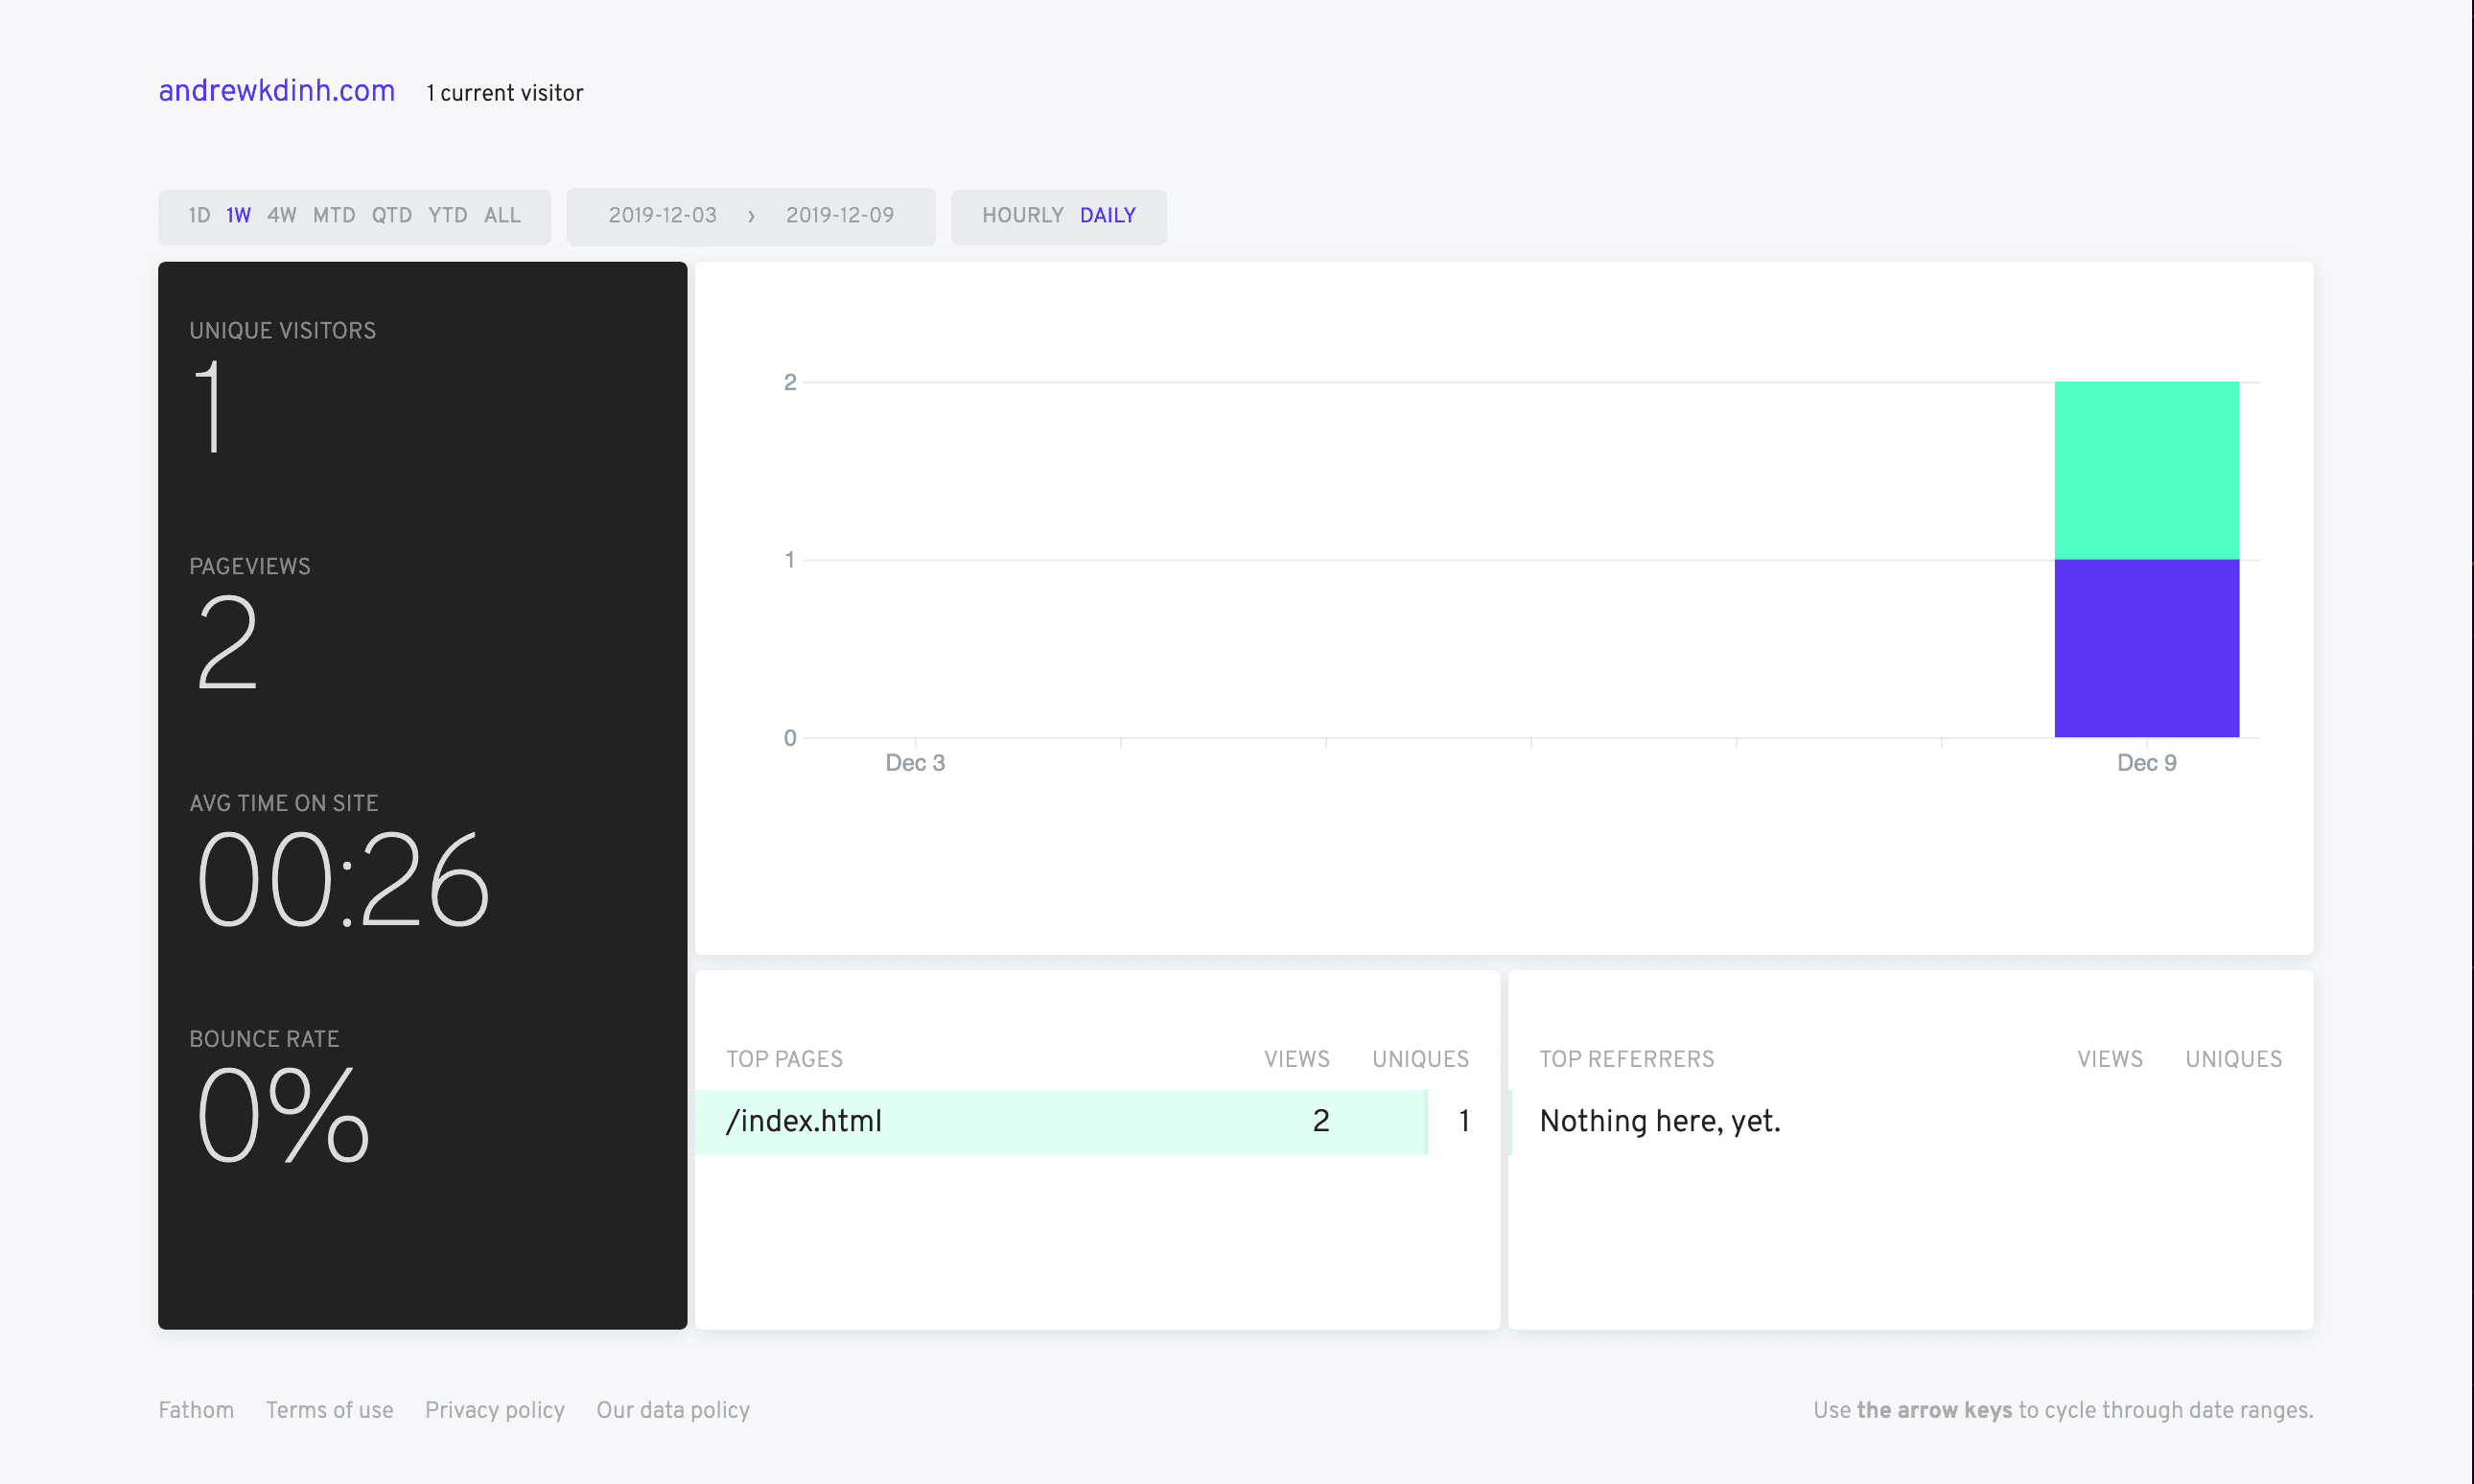 andrewkdinh.com 1 current visitor
1D 1W 4W MTD QTD YTD ALL 2019-12-03 › 2019-12-09 HOURLY DAILY
UNIQUE VISITORS
1
PAGEVIEWS
2
AVG TIME ON SITE
00:26
BOUNCE RATE
0%
2
1
0
Dec 3 Dec 9
TOP PAGES VIEWS UNIQUES
/index.html 2 1
TOP REFERRERS VIEWS UNIQUES
Nothing here, yet.
Fathom Terms of use Privacy policy Our data policy
Use the arrow keys to cycle through date ranges.